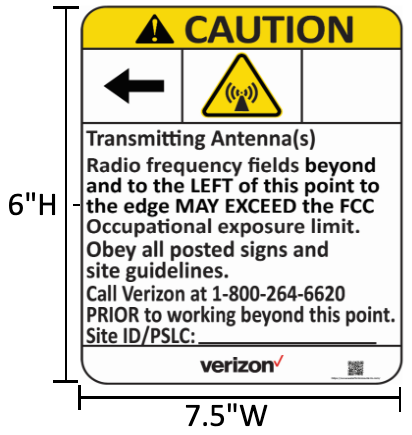 CAUTION
Transmitting Antenna(s)
Radio frequency fields beyond
and to the LEFT of this point to
the edge MAY EXCEED the FCC
Occupational exposure limit.
Obey all posted signs and
site guidelines.
Call Verizon at 1-800-264-6620
PRIOR to working beyond this point.
Site ID/PSLC:
verizon
6"H
7.5"W